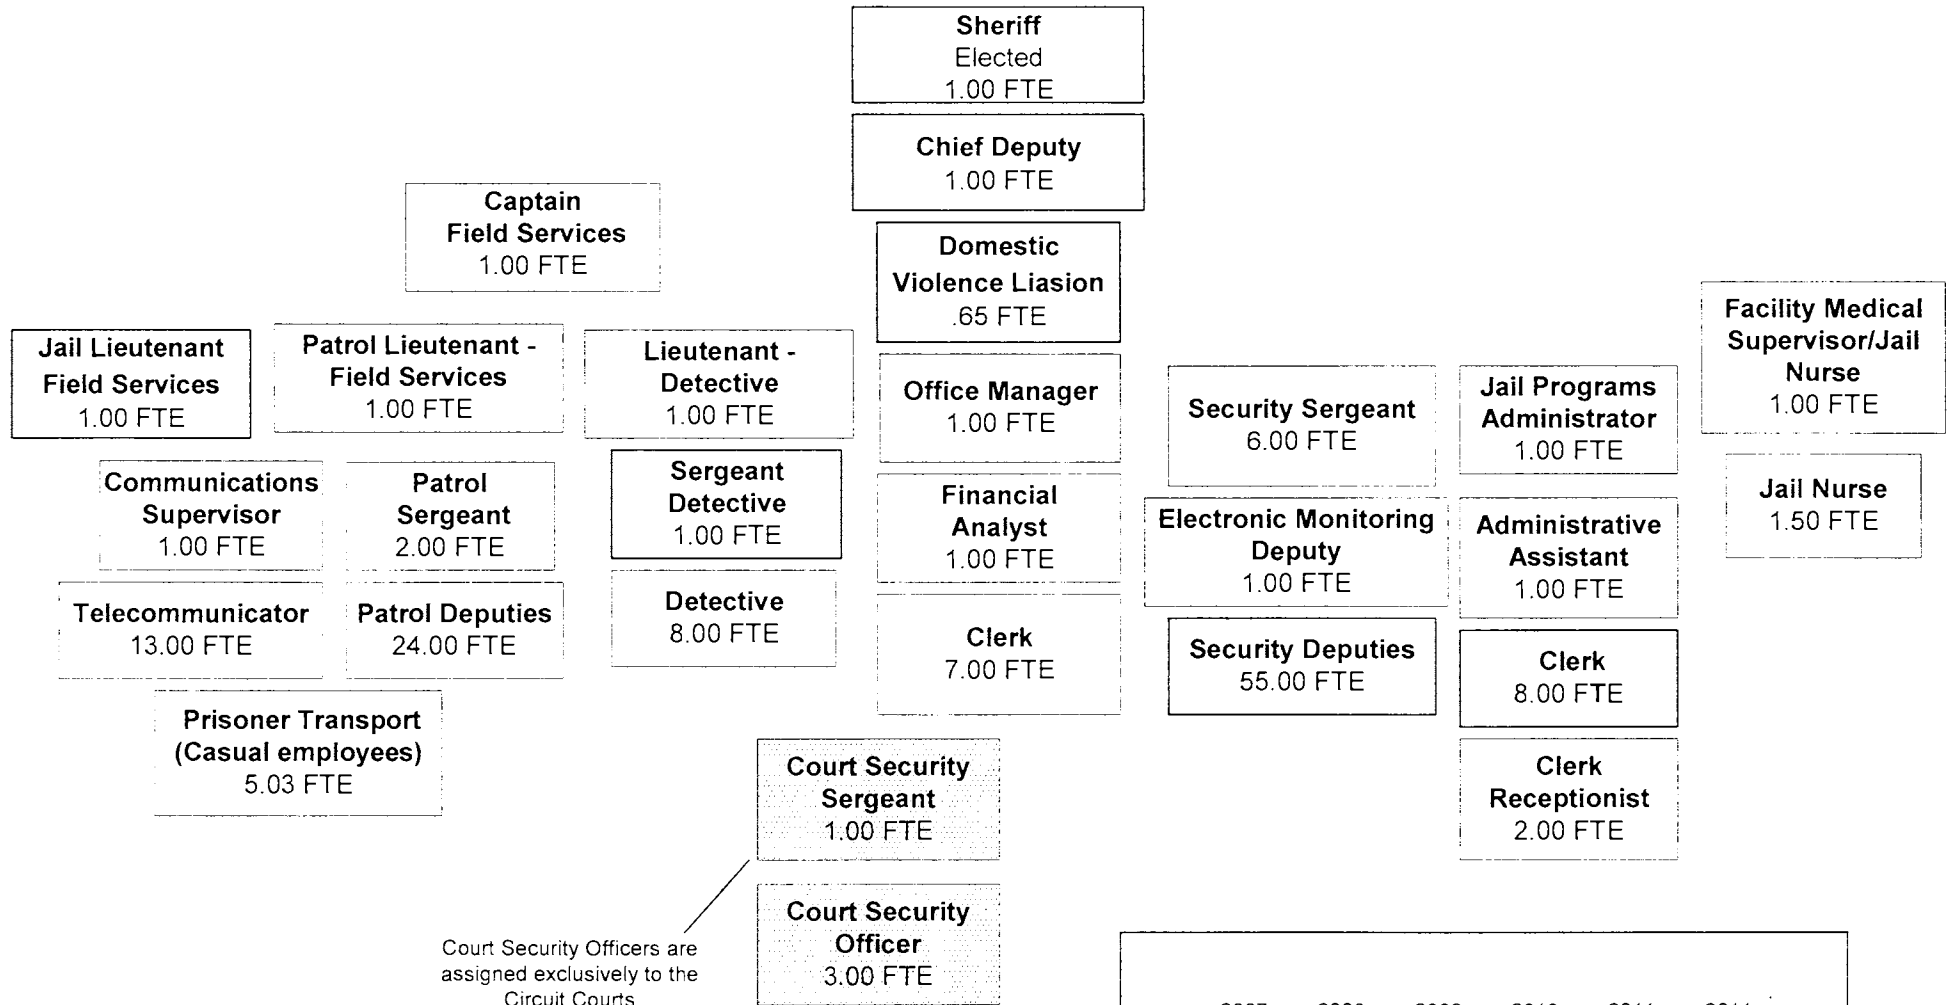 Sheriff
Elected
1.00 FTE
Chief Deputy
1.00 FTE
Captain
Field Services
1.00 FTE
Domestic
Violence Liasion
.65 FTE
Facility Medical
Supervisor/Jail
Nurse
1.00 FTE
Jail Lieutenant
Field Services
1.00 FTE
Patrol Lieutenant -
Field Services
1.00 FTE
Lieutenant -
Detective
1.00 FTE
Office Manager
1.00 FTE
Security Sergeant
6.00 FTE
Jail Programs
Administrator
1.00 FTE
Jail Nurse
1.50 FTE
Communications
Supervisor
1.00 FTE
Patrol
Sergeant
2.00 FTE
Sergeant
Detective
1.00 FTE
Financial
Analyst
1.00 FTE
Electronic Monitoring
Deputy
1.00 FTE
Administrative
Assistant
1.00 FTE
Telecommunicator
13.00 FTE
Patrol Deputies
24.00 FTE
Detective
8.00 FTE
Clerk
7.00 FTE
Security Deputies
55.00 FTE
Clerk
8.00 FTE
Prisoner Transport
(Casual employees)
5.03 FTE
Court Security
Sergeant
1.00 FTE
Clerk
Receptionist
2.00 FTE
Court Security
Officer
3.00 FTE
Court Security Officers are
assigned exclusively to the
Circuit Courts